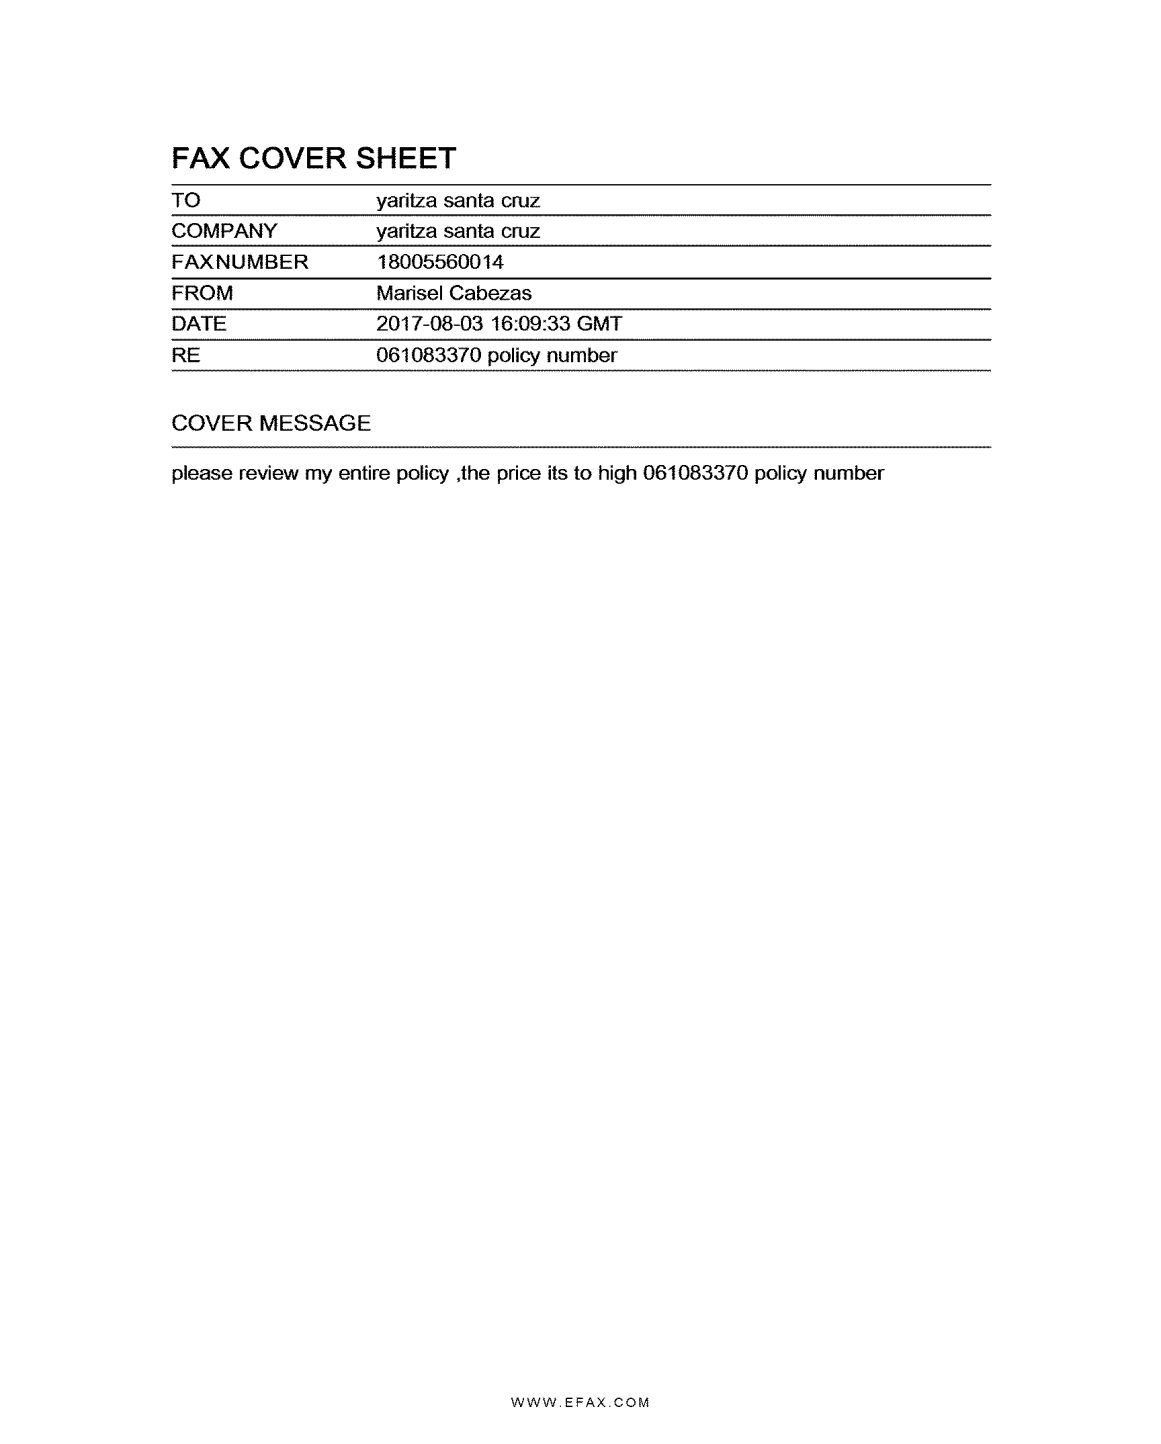 FAX COVER SHEET
TO yaritza santa cruz
COMPANY yaritza santa cruz
FAXNUMBER 18005560014
FROM Marisel Cabezas
DATE 2017-08-03 16:09:33 GMT
RE 061083370 policy number
COVER MESSAGE
please review my entire policy ,the price its to high 061083370 policy number
WWW.EFAX.COM